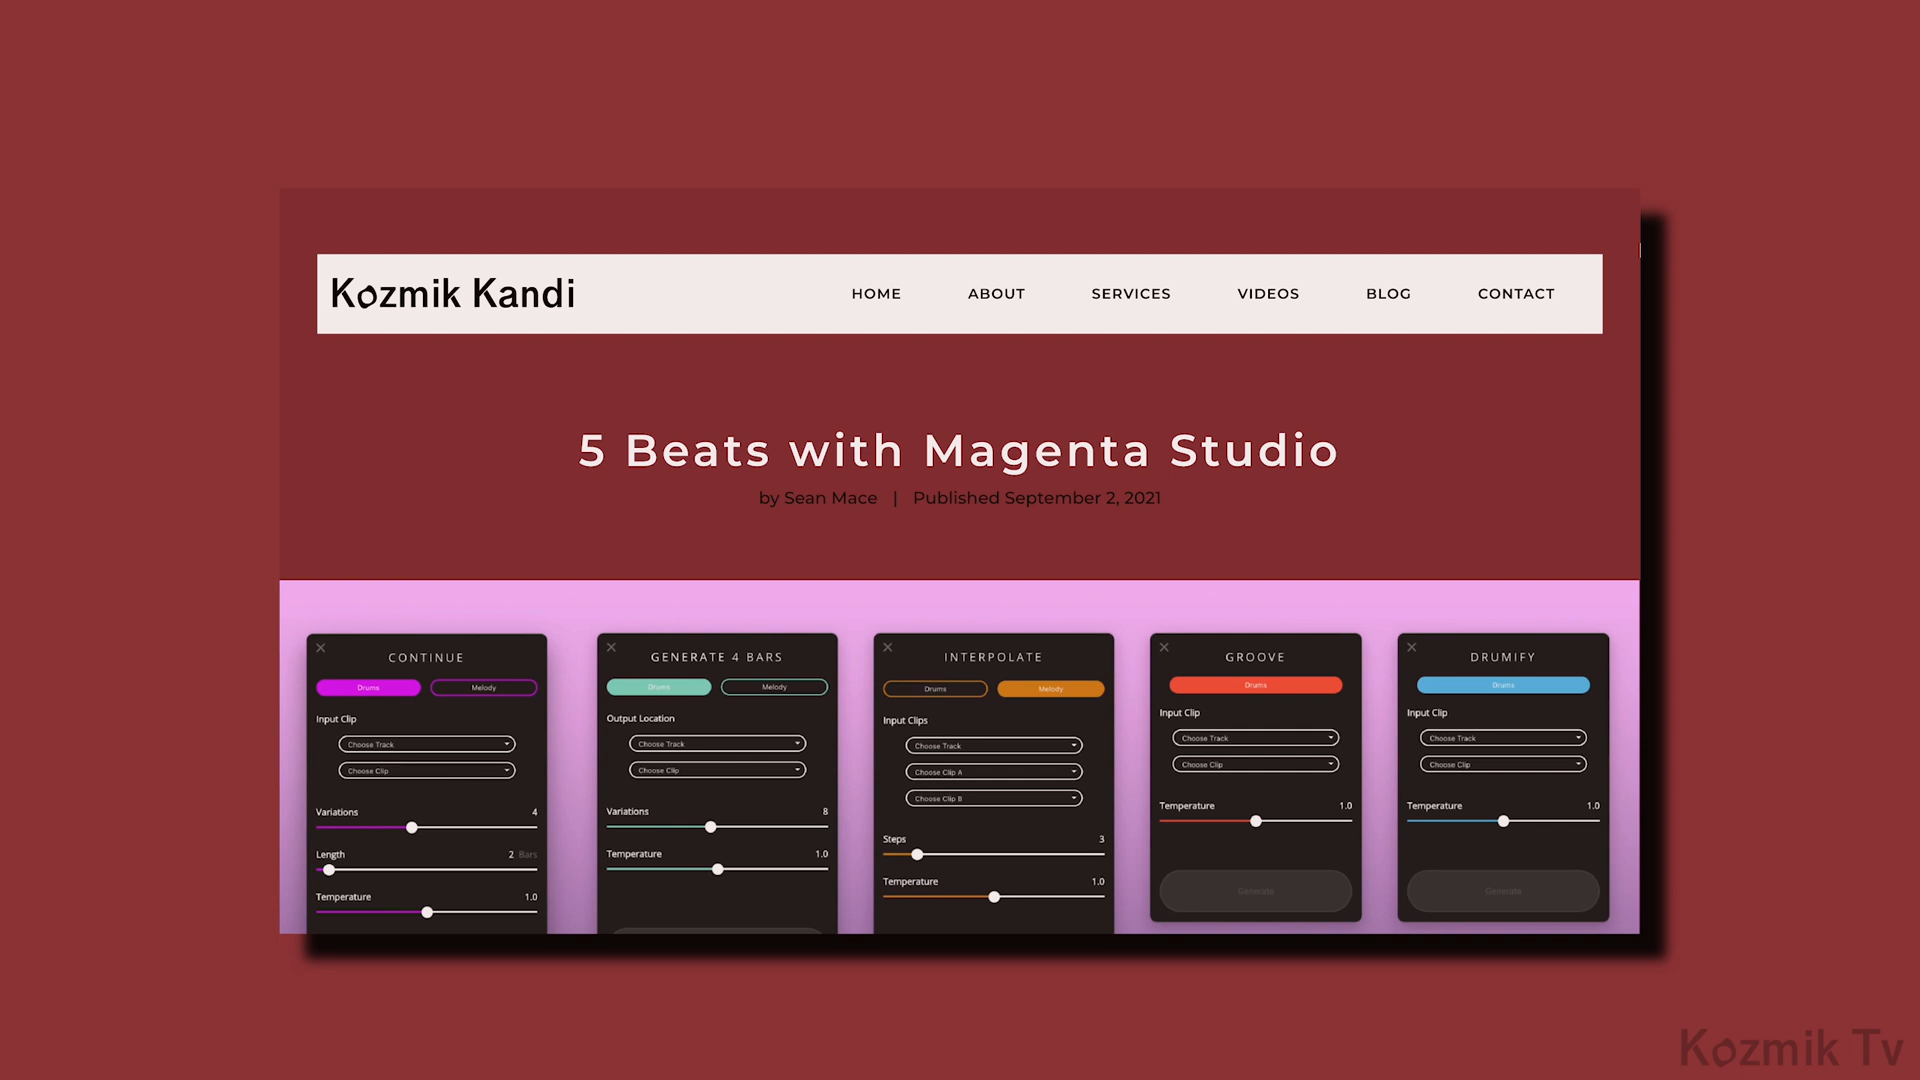 Kozmik Kandi
HOME ABOUT SERVICES VIDEOS BLOG CONTACT
5 Beats with Magenta Studio
by Sean Mace | Published September 2, 2021
CONTINUE
Drums Melody
Input Clip
Choose Track
Choose Clip
Variations 4
Length 2 Bars
Temperature 1.0
GENERATE 4 BARS
Drums Melody
Output Location
Choose Track
Choose Clip
Variations 8
Temperature 1.0
INTERPOLATE
Drums Melody
Input Clips
Choose Track
Choose Clip A
Choose Clip B
Steps 3
Temperature 1.0
GROOVE
Drums
Input Clip
Choose Track
Choose Clip
Temperature 1.0
Generate
DRUMIFY
Drums
Input Clip
Choose Track
Choose Clip
Temperature 1.0
Generate
Kozmik Tv